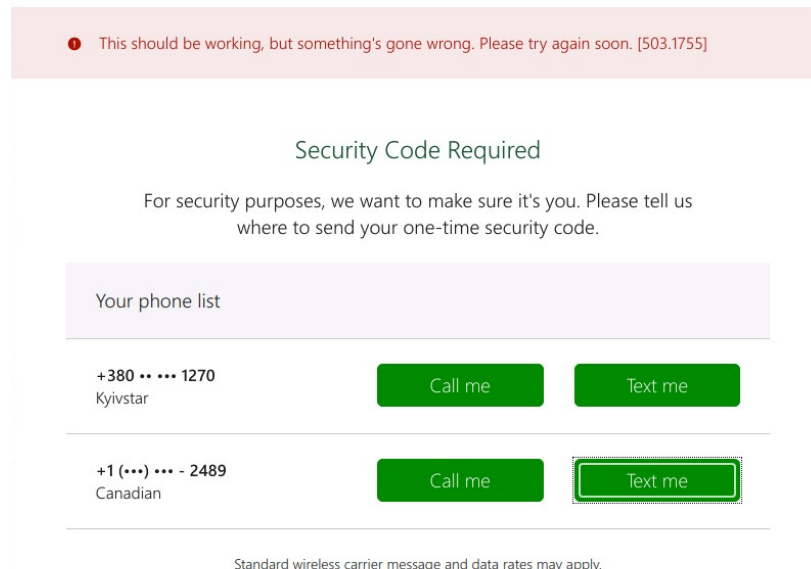 This should be working, but something's gone wrong. Please try again soon. [503.1755]
Security Code Required
For security purposes, we want to make sure it's you. Please tell us
where to send your one-time security code.
Your phone list
+380 •• ••• 1270
Kyivstar
Call me
Text me
+1 (•••) ••• - 2489
Canadian
Call me
Text me
Standard wireless carrier message and data rates may apply.